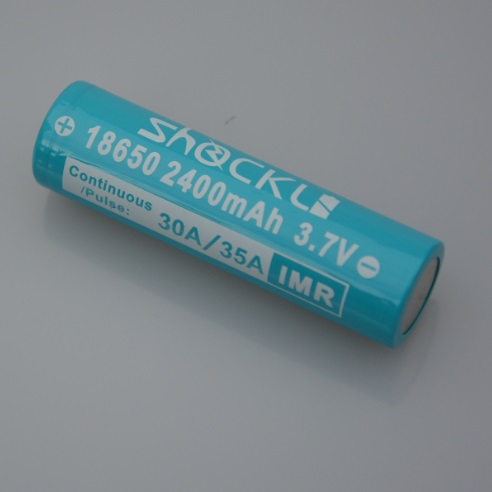 ShOCKLi
+ 18650 2400mAh 3.7V -
Continuous
/Pulse:
30A/35A IMR